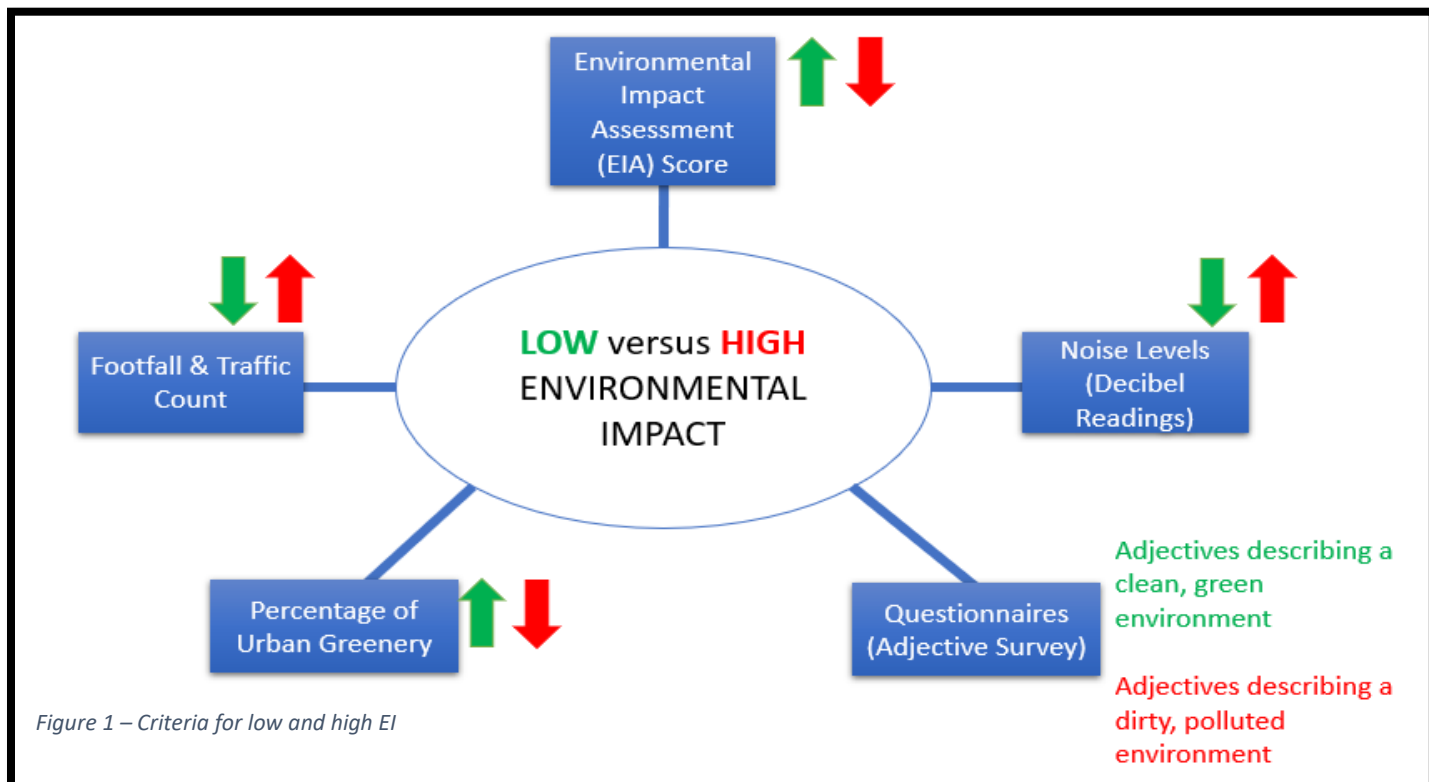 Environmental
Impact
Assessment
(EIA) Score
Footfall & Traffic
Count
LOW versus HIGH
ENVIRONMENTAL
IMPACT
Noise Levels
(Decibel
Readings)
Percentage of
Urban Greenery
Questionnaires
(Adjective Survey)
Adjectives describing a
clean, green
environment
Adjectives describing a
dirty, polluted
environment
Figure 1 – Criteria for low and high EI